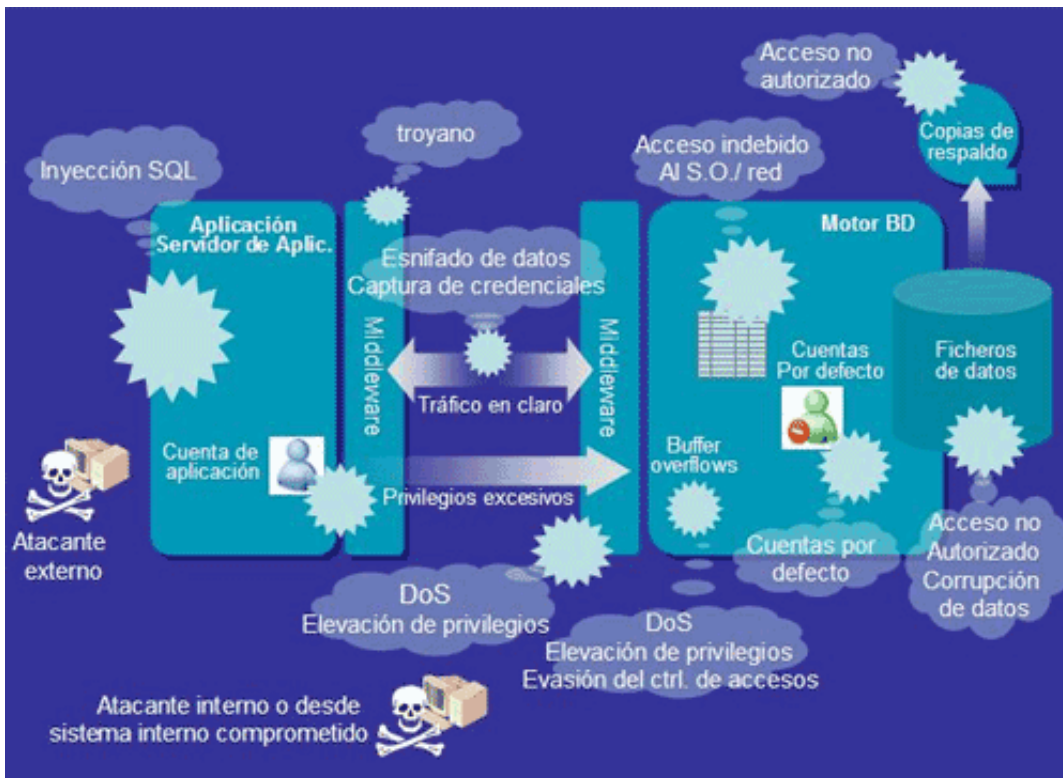 Acceso no
autorizado
Copias de
respaldo
troyano
Acceso indebido
Al S.O./ red
Inyección SQL
Aplicación
Servidor de Aplic.
Motor BD
Esnifado de datos
Captura de credenciales
Middleware
Middleware
Tráfico en claro
Cuentas
Por defecto
Ficheros
de datos
Cuenta de
aplicación
Buffer
overflows
Privilegios excesivos
Atacante
externo
Cuentas por
defecto
Acceso no
Autorizado
Corrupción
de datos
DoS
Elevación de privilegios
DoS
Elevación de privilegios
Evasión del ctrl. de accesos
Atacante interno o desde
sistema interno comprometido